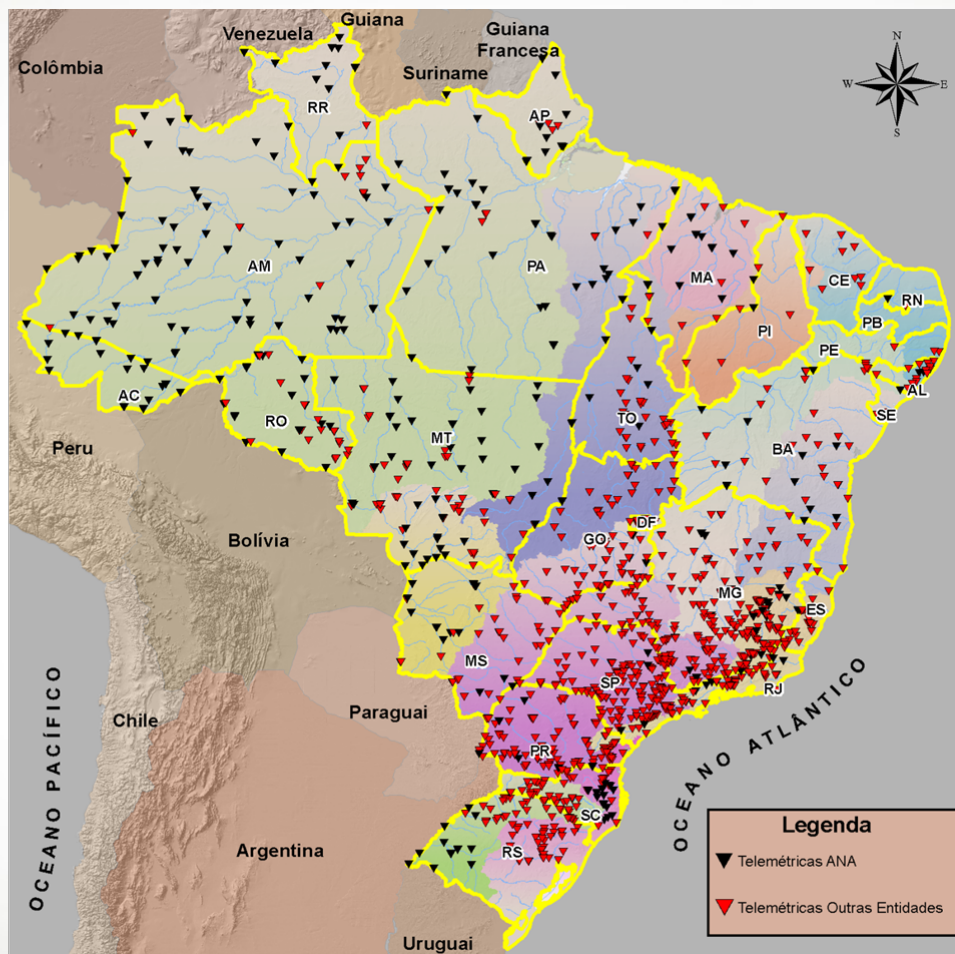 Guiana
Venezuela
Guiana
Francesa
Colômbia
Suriname
N
W
E
S
RR
AP
AM
PA
MA
CE
RN
PB
PI
PE
AC
RO
MT
TO
AL
SE
BA
Peru
Bolívia
DF
GO
MG
ES
MS
SP
RJ
Chile
Paraguai
PR
OCEANO PACÍFICO
OCEANO ATLÂNTICO
SC
RS
Argentina
Uruguai
Legenda
Telemétricas ANA
Telemétricas Outras Entidades